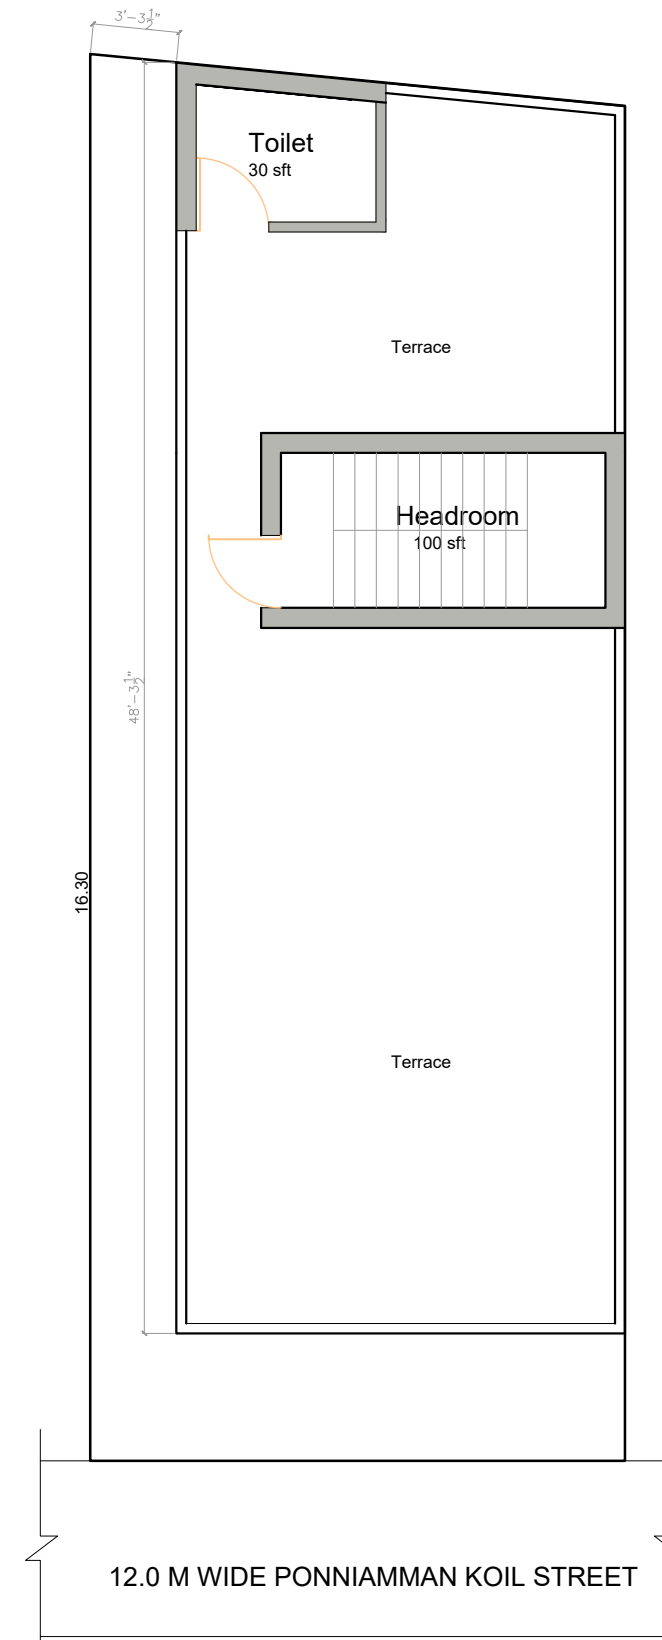 3'-3½"
Toilet
30 sft
Terrace
Headroom
100 sft
48'-3½"
16.30
Terrace
12.0 M WIDE PONNIAMMAN KOIL STREET